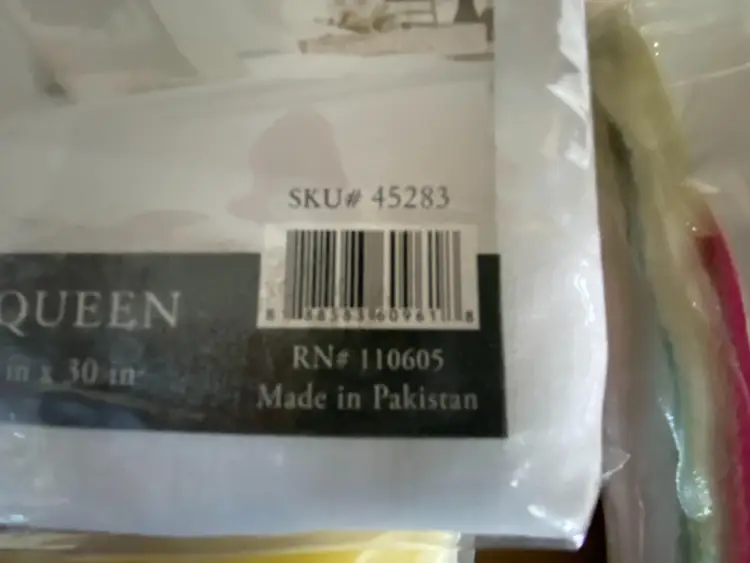 SKU# 45283
QUEEN
in x 30 in
RN# 110605
Made in Pakistan